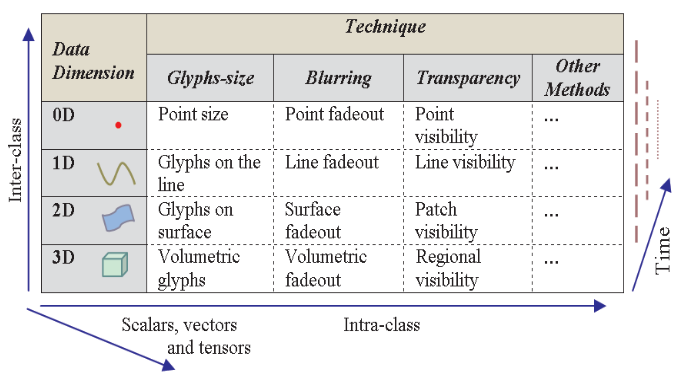 Technique
Data
Dimension
Glyphs-size Blurring Transparency Other
Methods
0D Point size Point fadeout Point
visibility ...
1D Glyphs on the
line Line fadeout Line visibility ...
2D Glyphs on
surface Surface
fadeout Patch
visibility ...
3D Volumetric
glyphs Volumetric
fadeout Regional
visibility ...
Inter-class
Time
Scalars, vectors
and tensors
Intra-class